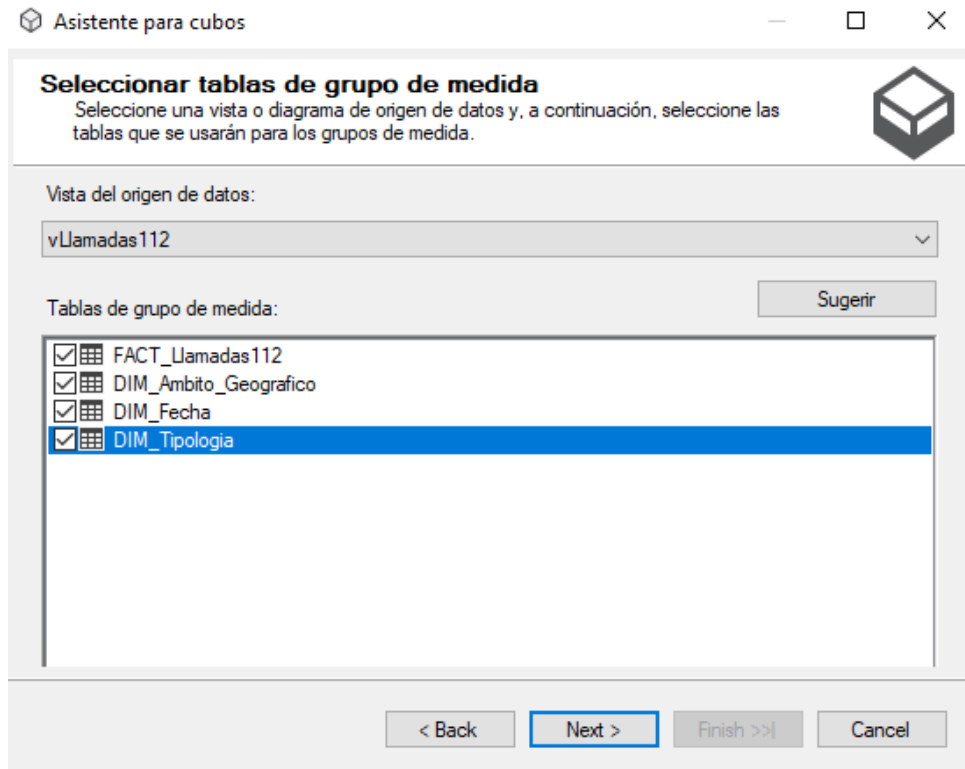 Asistente para cubos
Seleccionar tablas de grupo de medida
Seleccione una vista o diagrama de origen de datos y, a continuación, seleccione las
tablas que se usarán para los grupos de medida.
Vista del origen de datos:
vLlamadas112
Tablas de grupo de medida:
Sugerir
FACT_Llamadas112
DIM_Ambito_Geografico
DIM_Fecha
DIM_Tipologia
< Back
Next >
Finish >>|
Cancel